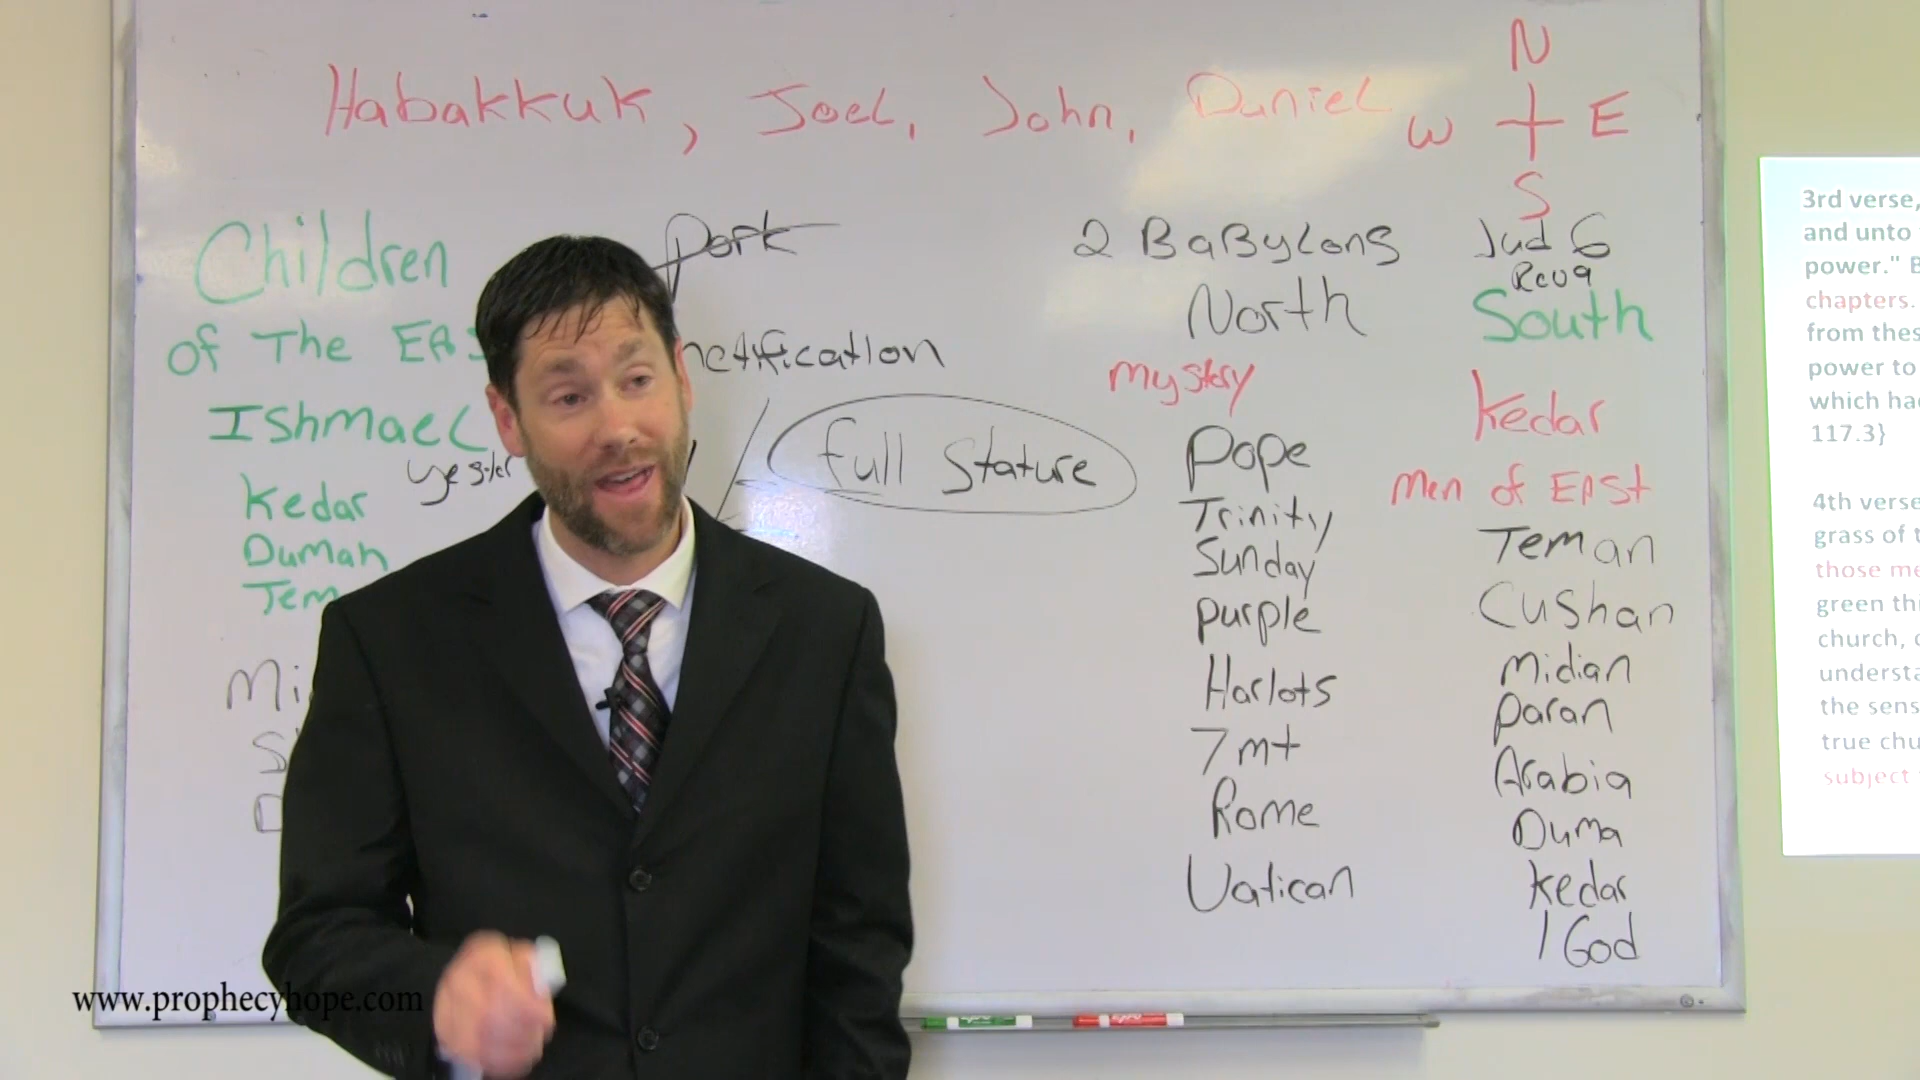 Habakkuk, Joel, John, Daniel
N
W E
S
Children
of The
Ishmael
Kedar
Dumah
Tem
pork
full Stature
2 BaBylons
North
mystery
Pope
Trinity
Sunday
purple
Harlots
7 mt
Rome
Vatican
Jud 6
Rev 9
South
Kedar
Men of EASt
Teman
Cushan
Midian
Paran
Arabia
Duma
Kedar
1 God
3rd verse,
and unto
power."
chapters.
from thes
power to
which ha
117.3}
4th verse
grass of t
those me
green thi
church,
understa
the sens
true chu
subject
www.prophecyhope.com